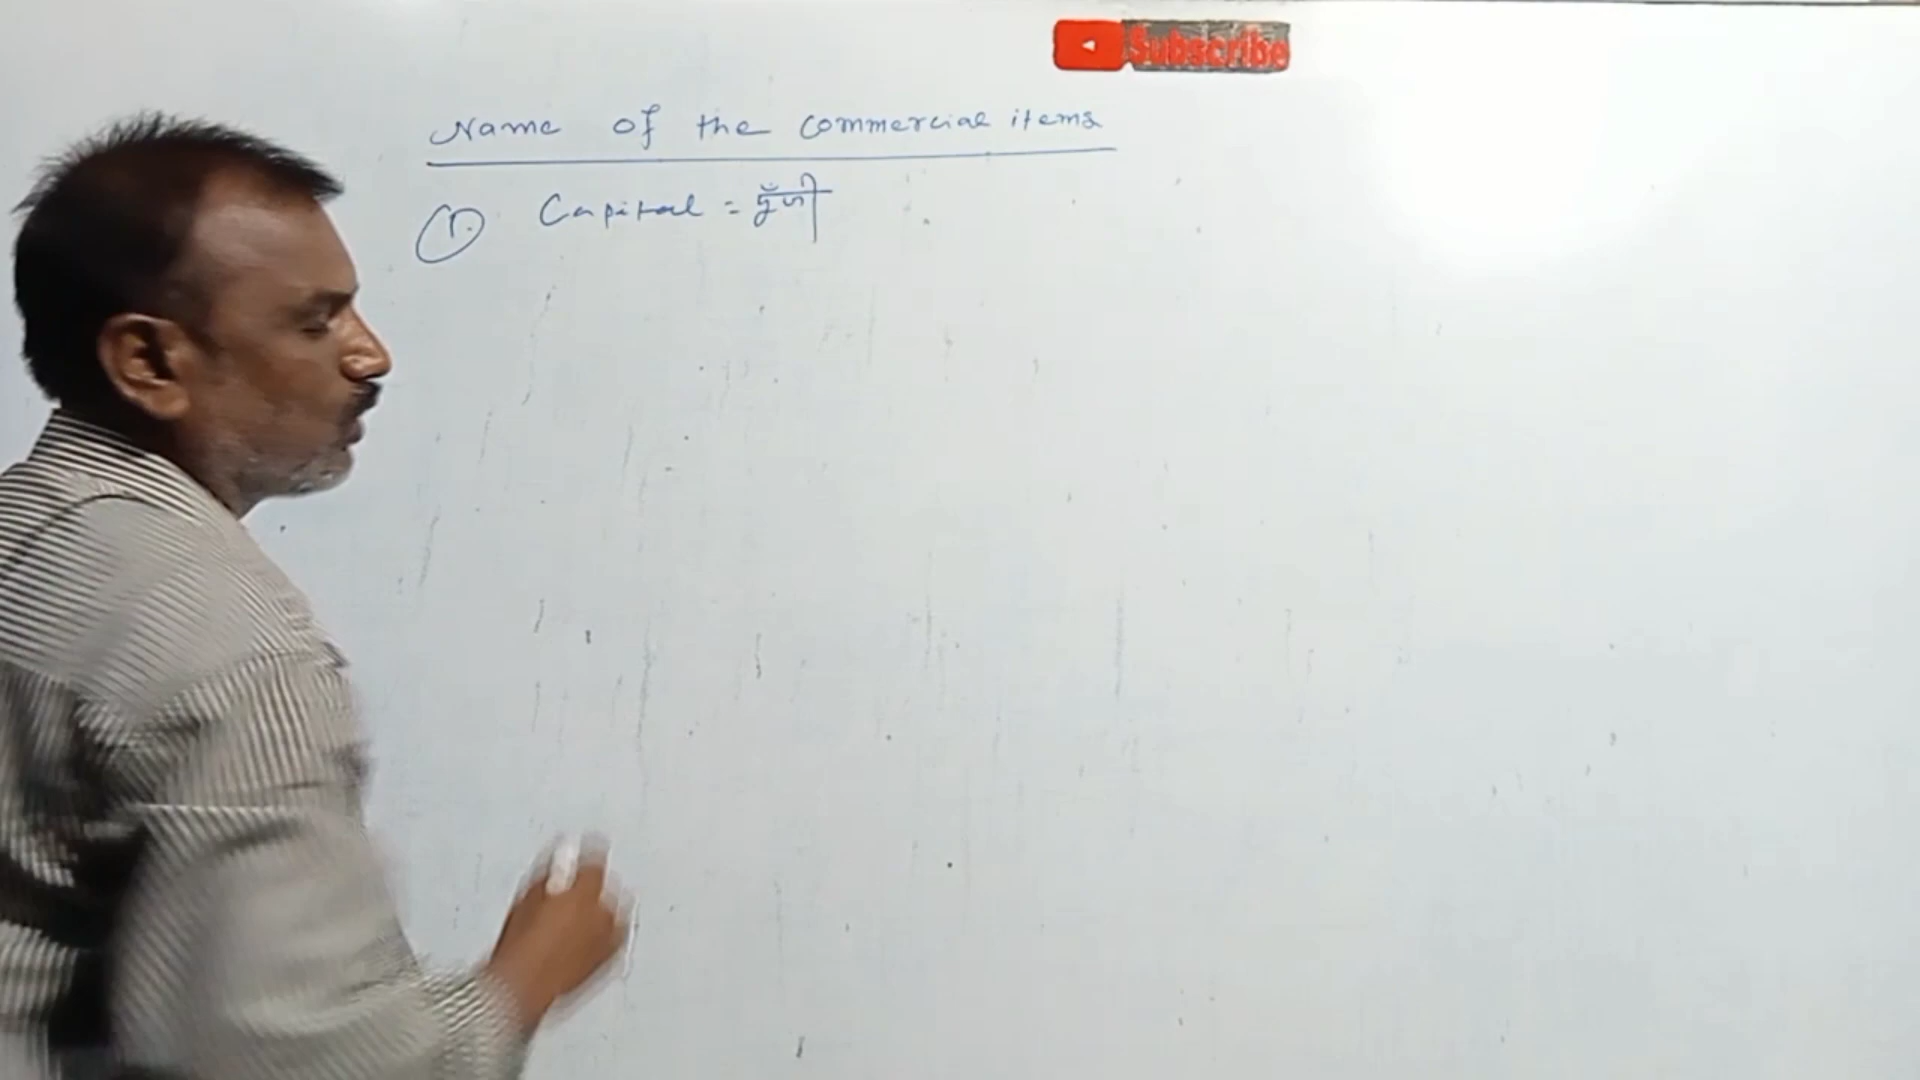 Subscribe
Name of the commercial items
1. Capital = पूँजी